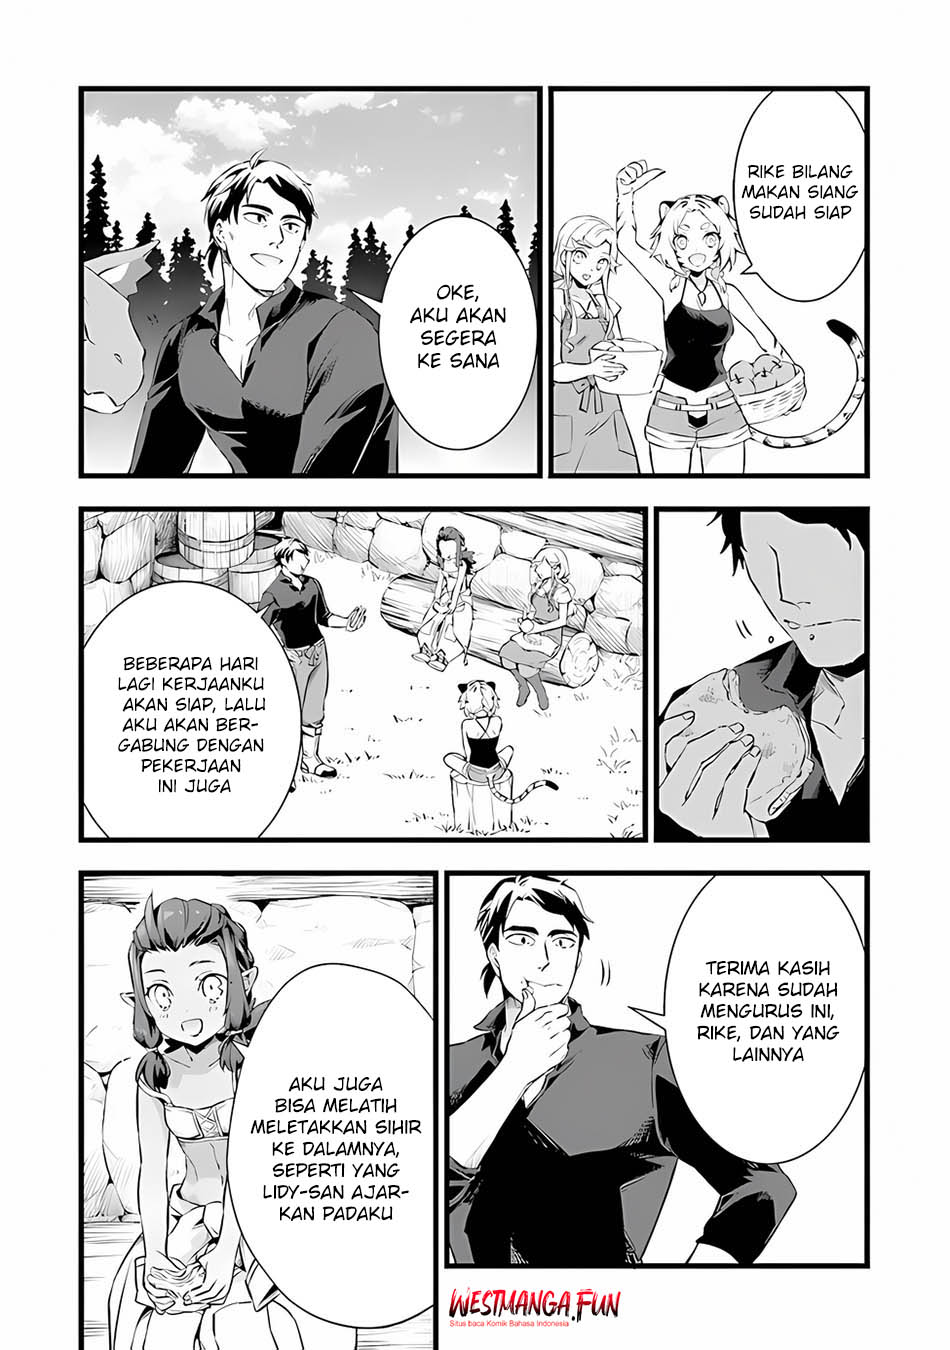 RIKE BILANG
MAKAN SIANG
SUDAH SIAP
OKE,
AKU AKAN
SEGERA
KE SANA
BEBERAPA HARI
LAGI KERJAANKU
AKAN SIAP, LALU
AKU AKAN BER-
GABUNG DENGAN
PEKERJAAN
INI JUGA
TERIMA KASIH
KARENA SUDAH
MENGURUS INI,
RIKE, DAN YANG
LAINNYA
AKU JUGA
BISA MELATIH
MELETAKKAN SIHIR
KE DALAMNYA,
SEPERTI YANG
LIDY-SAN AJAR-
KAN PADAKU
WESTMANGA.FUN
Situs baca Komik Bahasa Indonesia